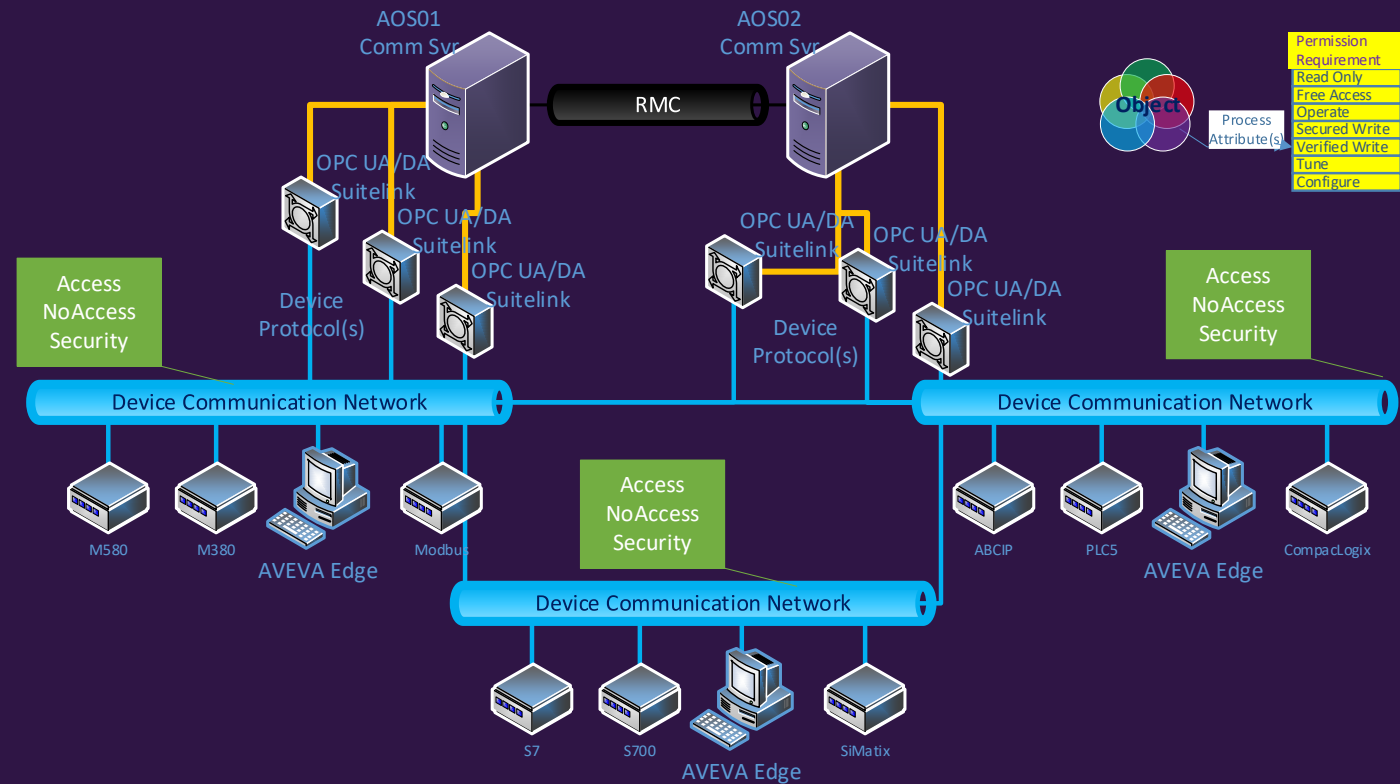 AOS01
Comm Svr
AOS02
Comm Svr
RMC
Object
Process
Attribute(s)
Permission
Requirement
Read Only
Free Access
Operate
Secured Write
Verified Write
Tune
Configure
OPC UA/DA
Suitelink
OPC UA/DA
Suitelink
OPC UA/DA
Suitelink
OPC UA/DA
Suitelink
OPC UA/DA
Suitelink
OPC UA/DA
Suitelink
Device
Protocol(s)
Device
Protocol(s)
Access
NoAccess
Security
Access
NoAccess
Security
Device Communication Network
Device Communication Network
M580
M380
Modbus
AVEVA Edge
Access
NoAccess
Security
ABCIP
PLC5
CompacLogix
AVEVA Edge
Device Communication Network
S7
S700
SiMatix
AVEVA Edge